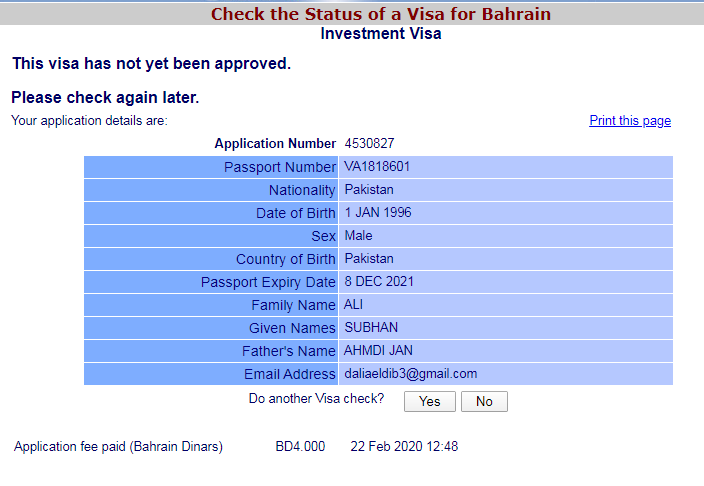 Check the Status of a Visa for Bahrain
Investment Visa
This visa has not yet been approved.
Please check again later.
Your application details are: Print this page
Application Number 4530827
Passport Number VA1818601
Nationality Pakistan
Date of Birth 1 JAN 1996
Sex Male
Country of Birth Pakistan
Passport Expiry Date 8 DEC 2021
Family Name ALI
Given Names SUBHAN
Father's Name AHMDI JAN
Email Address daliaeldib3@gmail.com
Do another Visa check? Yes No
Application fee paid (Bahrain Dinars) BD4.000 22 Feb 2020 12:48